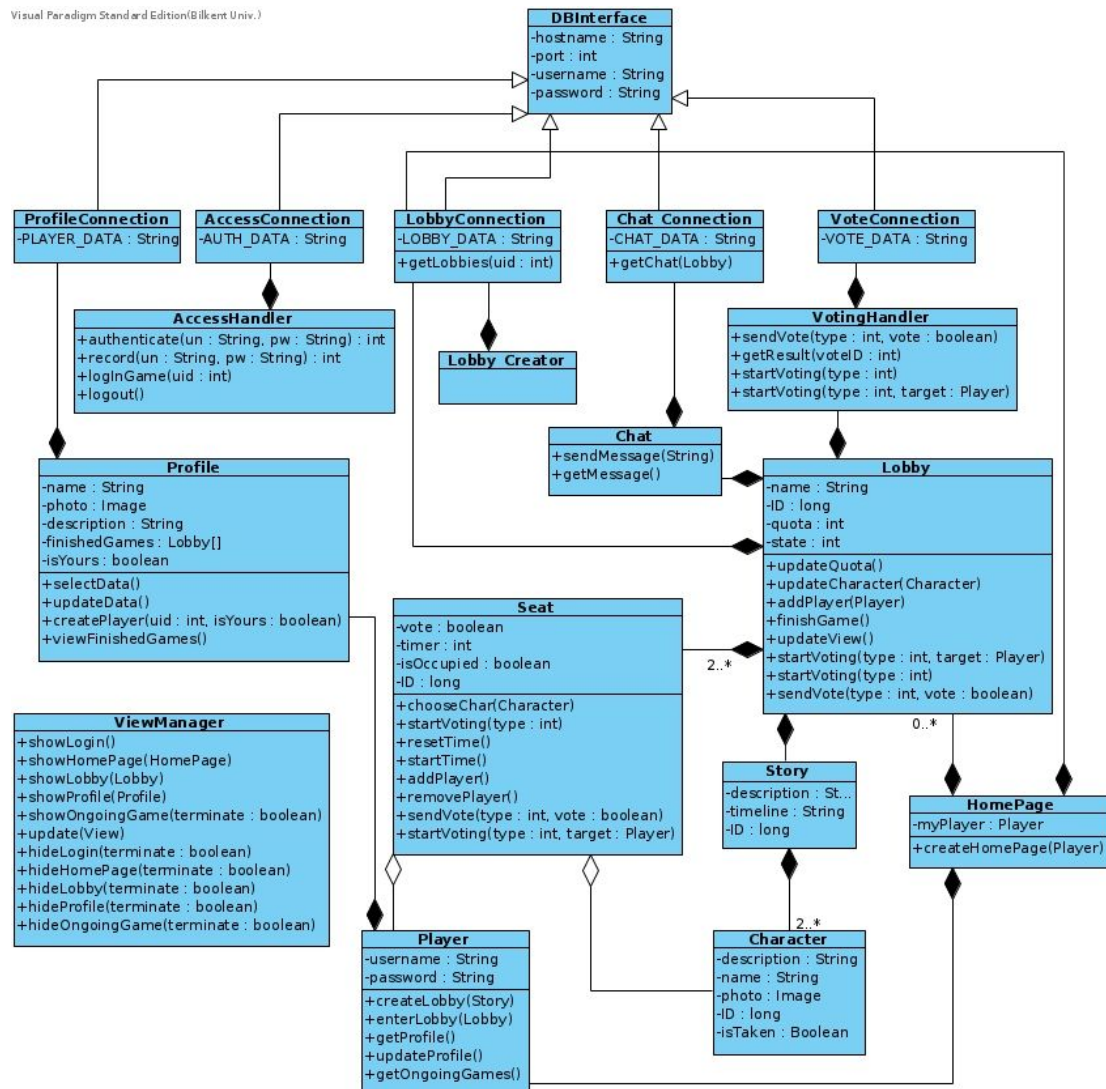 Visual Paradigm Standard Edition(Bilkent Univ.)
DBInterface
-hostname : String
-port : int
-username : String
-password : String
ProfileConnection
-PLAYER_DATA : String
AccessConnection
-AUTH_DATA : String
LobbyConnection
-LOBBY_DATA : String
+getLobbies(uid : int)
Chat_Connection
-CHAT_DATA : String
+getChat(Lobby)
VoteConnection
-VOTE_DATA : String
AccessHandler
+authenticate(un : String, pw : String) : int
+record(un : String, pw : String) : int
+logInGame(uid : int)
+logout()
Lobby_Creator
VotingHandler
+sendVote(type : int, vote : boolean)
+getResult(voteID : int)
+startVoting(type : int)
+startVoting(type : int, target : Player)
Chat
+sendMessage(String)
+getMessage()
Profile
-name : String
-photo : Image
-description : String
-finishedGames : Lobby[]
-isYours : boolean
+selectData()
+updateData()
+createPlayer(uid : int, isYours : boolean)
+viewFinishedGames()
Lobby
-name : String
-ID : long
-quota : int
-state : int
+updateQuota()
+updateCharacter(Character)
+addPlayer(Player)
+finishGame()
+updateView()
+startVoting(type : int, target : Player)
+startVoting(type : int)
+sendVote(type : int, vote : boolean)
Seat
-vote : boolean
-timer : int
-isOccupied : boolean
-ID : long
+chooseChar(Character)
+startVoting(type : int)
+resetTime()
+startTime()
+addPlayer()
+removePlayer()
+sendVote(type : int, vote : boolean)
+startVoting(type : int, target : Player)
2..*
0..*
ViewManager
+showLogin()
+showHomePage(HomePage)
+showLobby(Lobby)
+showProfile(Profile)
+showOngoingGame(terminate : boolean)
+update(View)
+hideLogin(terminate : boolean)
+hideHomePage(terminate : boolean)
+hideLobby(terminate : boolean)
+hideProfile(terminate : boolean)
+hideOngoingGame(terminate : boolean)
Story
-description : St...
-timeline : String
-ID : long
HomePage
-myPlayer : Player
+createHomePage(Player)
2..*
Player
-username : String
-password : String
+createLobby(Story)
+enterLobby(Lobby)
+getProfile()
+updateProfile()
+getOngoingGames()
Character
-description : String
-name : String
-photo : Image
-ID : long
-isTaken : Boolean